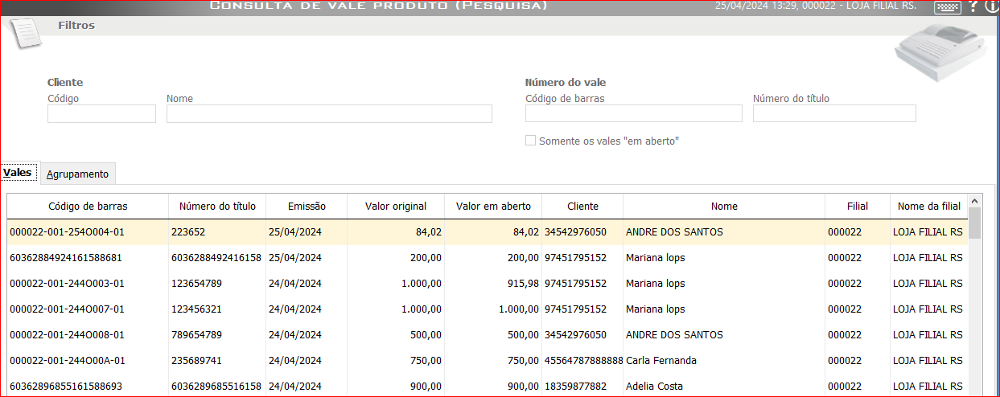 CONSULTA DE VALE PRODUTO (PESQUISA) 25/04/2024 13:29, 000022 - LOJA FILIAL RS. ? i
Filtros
Cliente Número do vale
Código Nome Código de barras Número do título
Somente os vales "em aberto"
Vales Agrupamento
Código de barras Número do título Emissão Valor original Valor em aberto Cliente Nome Filial Nome da filial
000022-001-254O004-01 223652 25/04/2024 84,02 84,02 34542976050 ANDRE DOS SANTOS 000022 LOJA FILIAL RS
60362884924161588681 6036288492416158 25/04/2024 200,00 200,00 97451795152 Mariana lops 000022 LOJA FILIAL RS
000022-001-244O003-01 123654789 24/04/2024 1.000,00 915,98 97451795152 Mariana lops 000022 LOJA FILIAL RS
000022-001-244O007-01 123456321 24/04/2024 1.000,00 1.000,00 97451795152 Mariana lops 000022 LOJA FILIAL RS
000022-001-244O008-01 789654789 24/04/2024 500,00 500,00 34542976050 ANDRE DOS SANTOS 000022 LOJA FILIAL RS
000022-001-244O00A-01 235689741 24/04/2024 750,00 750,00 45564787888888 Carla Fernanda 000022 LOJA FILIAL RS
60362896855161588693 6036289685516158 24/04/2024 900,00 900,00 18359877882 Adelia Costa 000022 LOJA FILIAL RS